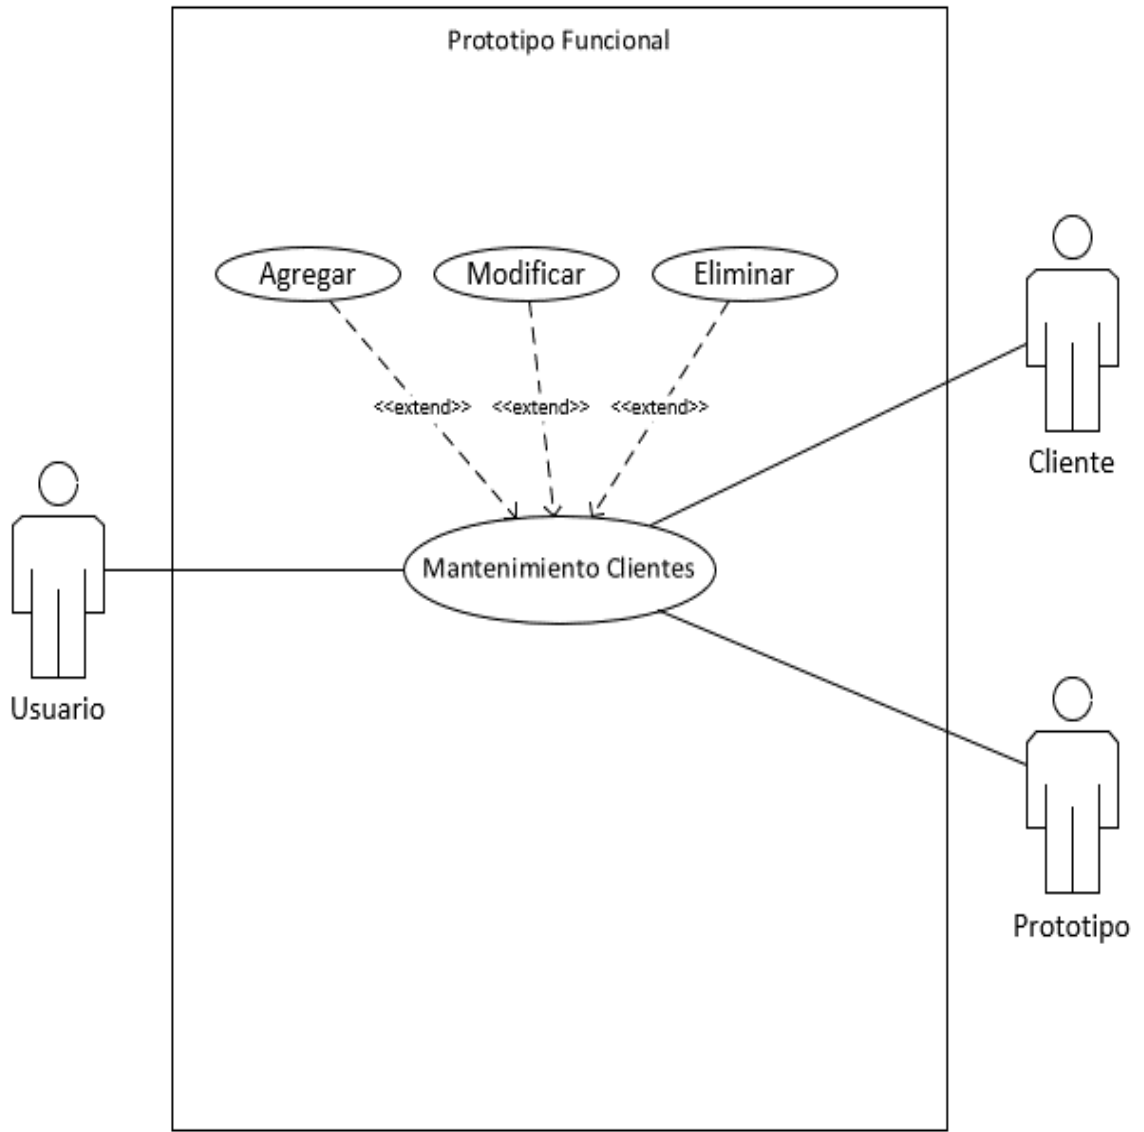 Prototipo Funcional
Agregar
Modificar
Eliminar
<<extend>>
<<extend>>
<<extend>>
Cliente
Mantenimiento Clientes
Usuario
Prototipo